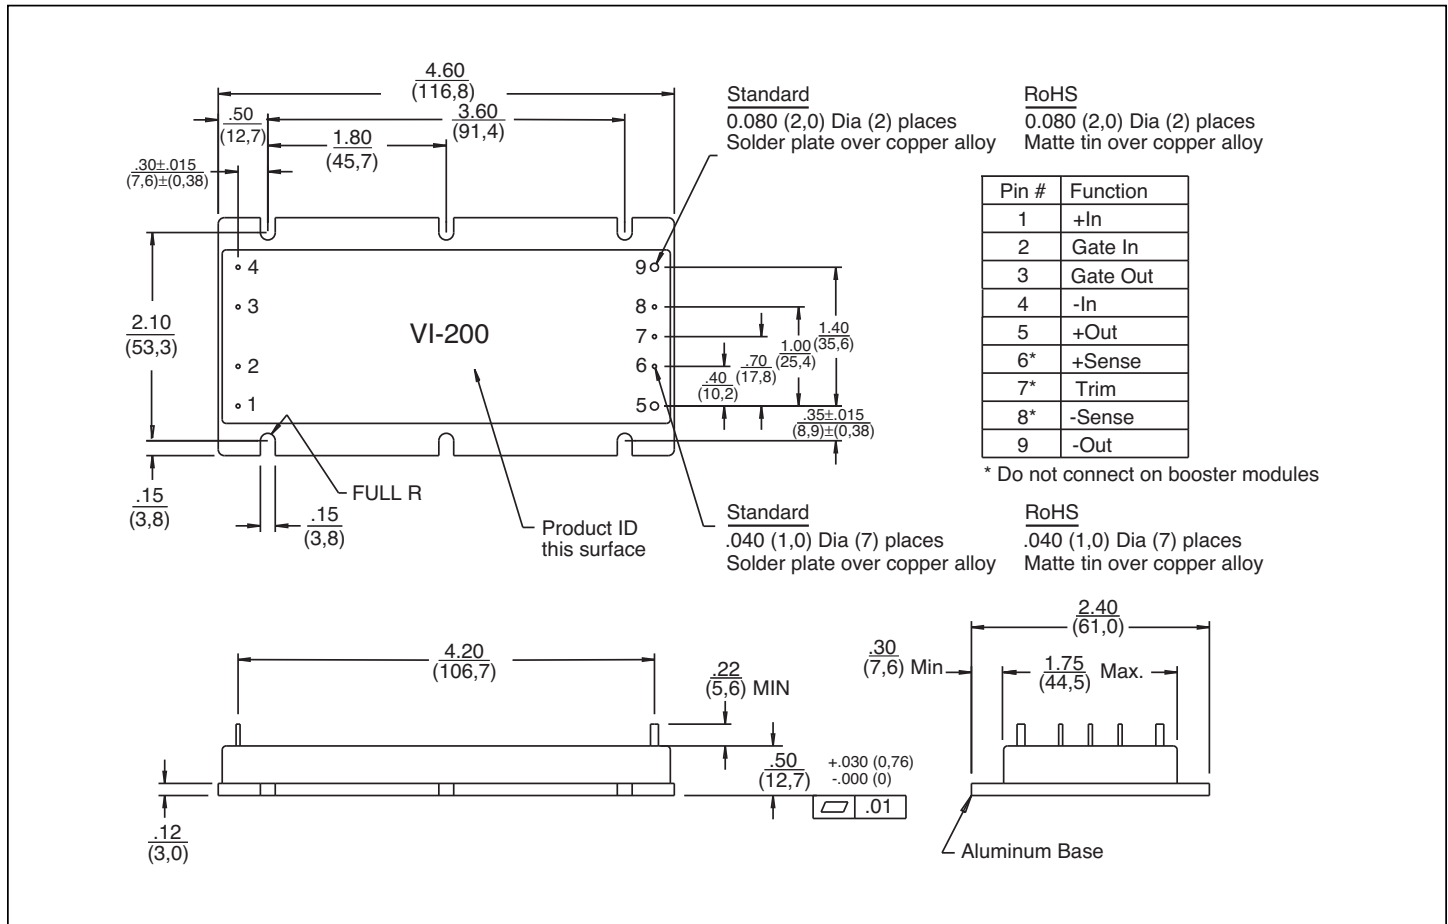 4.60
(116,8)
.50
(12,7)
3.60
(91,4)
1.80
(45,7)
.30±.015
(7,6)±(0,38)
Standard
0.080 (2,0) Dia (2) places
Solder plate over copper alloy
RoHS
0.080 (2,0) Dia (2) places
Matte tin over copper alloy
Pin # Function
1 +In
2 Gate In
3 Gate Out
4 -In
5 +Out
6* +Sense
7* Trim
8* -Sense
9 -Out
* Do not connect on booster modules
4
3
2
1
VI-200
9
8
7
6
5
2.10
(53,3)
1.40
(35,6)
1.00
(25,4)
.70
(17,8)
.40
(10,2)
.35±.015
(8,9)±(0,38)
.15
(3,8)
.15
(3,8)
FULL R
Product ID
this surface
Standard
.040 (1,0) Dia (7) places
Solder plate over copper alloy
RoHS
.040 (1,0) Dia (7) places
Matte tin over copper alloy
4.20
(106,7)
.22
(5,6) MIN
.50
(12,7)
+.030 (0,76)
-.000 (0)
.01
.12
(3,0)
2.40
(61,0)
.30
(7,6) Min
1.75
(44,5)
Max.
Aluminum Base